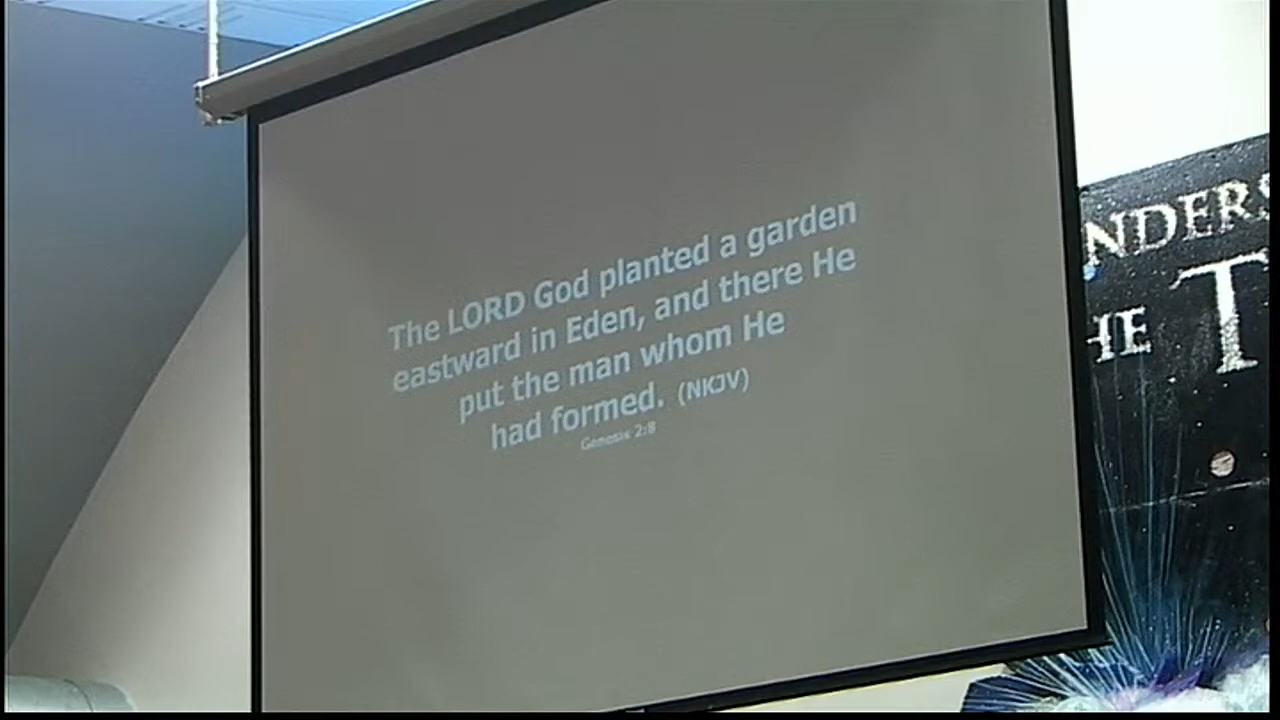 The LORD God planted a garden
eastward in Eden, and there He
put the man whom He
had formed. (NKJV)
Genesis 2:8
NDERS
HE T